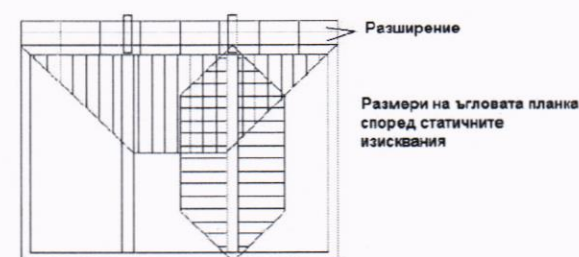 Разширение
Размери на ъгловата планка
според статичните
изисквания